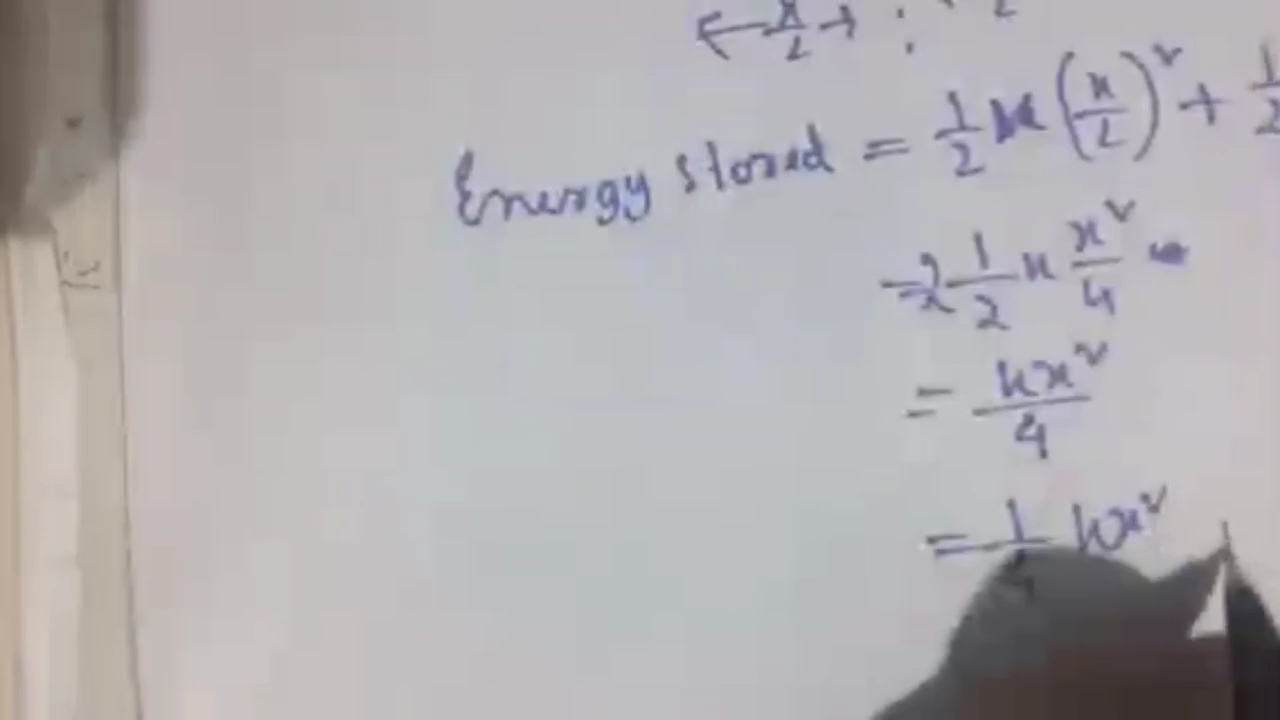 ←x/2→ :
Energy stored = 1/2 k (x/2)² + 1/2
= 2 1/2 k x²/4
= kx²/4
= 1/4 kx²